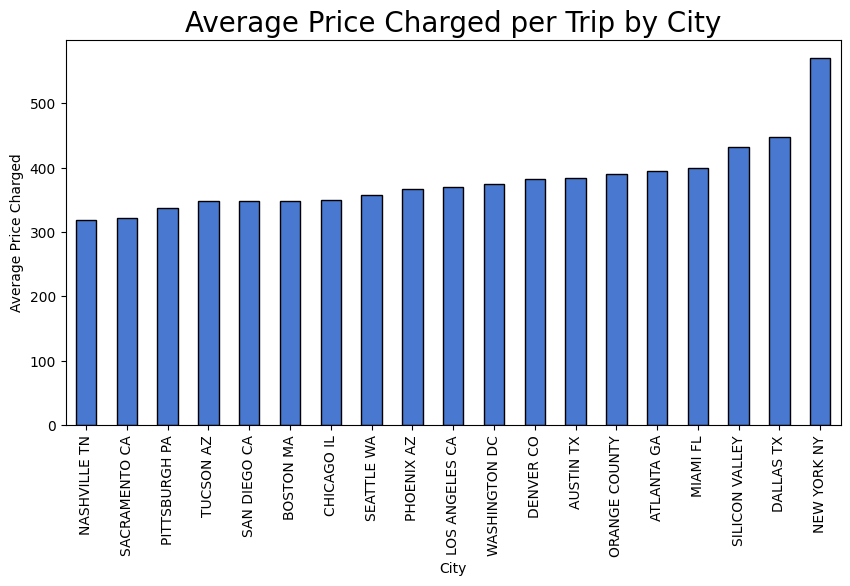 Average Price Charged per Trip by City
Average Price Charged
500
400
300
200
100
0
NASHVILLE TN
SACRAMENTO CA
PITTSBURGH PA
TUCSON AZ
SAN DIEGO CA
BOSTON MA
CHICAGO IL
SEATTLE WA
PHOENIX AZ
LOS ANGELES CA
WASHINGTON DC
DENVER CO
AUSTIN TX
ORANGE COUNTY
ATLANTA GA
MIAMI FL
SILICON VALLEY
DALLAS TX
NEW YORK NY
City